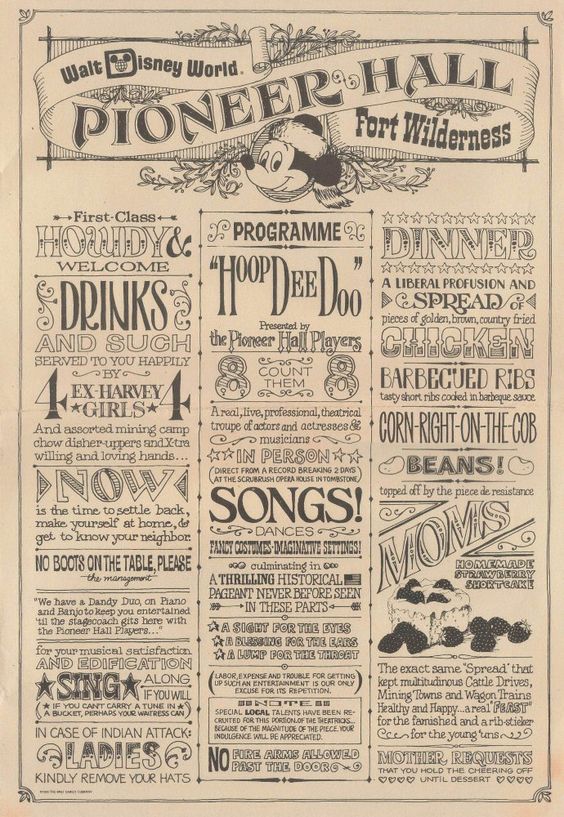 Walt Disney World®
PIONEER HALL
Fort Wilderness
First-Class
HOWDY &
WELCOME
DRINKS
AND SUCH
SERVED TO YOU HAPPILY
BY
4 EX-HARVEY 4
GIRLS
And assorted mining camp
chow disher-uppers and X-tra
willing and loving hands...
NOW
is the time to settle back,
make yourself at home, &
get to know your neighbor.
NO BOOTS ON THE TABLE, PLEASE
the management
"We have a Dandy Duo, on Piano
and Banjo to keep you entertained
'til the stagecoach gits here with
the Pioneer Hall Players..."
for your musical satisfaction
AND EDIFICATION
SING ALONG
IF YOU WILL
IF YOU CAN'T CARRY A TUNE IN
A BUCKET, PERHAPS YOUR WAITRESS CAN
IN CASE OF INDIAN ATTACK:
LADIES
KINDLY REMOVE YOUR HATS
THE WALT DISNEY COMPANY
PROGRAMME
"HOOP DEE DOO"
Presented by
the Pioneer Hall Players
8 COUNT 8
THEM
A real, live, professional, theatrical
troupe of actors and actresses &
musicians
IN PERSON
(DIRECT FROM A RECORD BREAKING 2 DAYS
AT THE SCRUBRUSH OPERA HOUSE IN TOMBSTONE)
SONGS!
DANCES
FANCY COSTUMES-IMAGINATIVE SETTINGS!
culminating in
A THRILLING HISTORICAL
PAGEANT NEVER BEFORE SEEN
IN THESE PARTS
A SIGHT FOR THE EYES
A BLESSING FOR THE EARS
A LUMP FOR THE THROAT
LABOR, EXPENSE AND TROUBLE FOR GETTING
UP SUCH AN ENTERTAINMENT IS OUR ONLY
EXCUSE FOR ITS REPETITION.
NOTE
SPECIAL LOCAL TALENTS HAVE BEEN RE-
CRUITED FOR THIS PORTION OF THE THEATRICKS...
BECAUSE OF THE MAGNITUDE OF THE PIECE. YOUR
INDULGENCE WILL BE APPRECIATED.
NO FIRE ARMS ALLOWED
PAST THE DOOR
DINNER
A LIBERAL PROFUSION AND
SPREAD OF
pieces of golden, brown, country fried
CHICKEN
BARBECUED RIBS
tasty short ribs cooked in barbeque sauce
CORN-RIGHT-ON-THE-COB
BEANS!
topped off by the piece de resistance
MOMS
HOMEMADE
STRAWBERRY
SHORTCAKE
The exact same "Spread" that
kept multitudinous Cattle Drives,
Mining Towns and Wagon Trains
Healthy and Happy...a real "FEAST"
for the famished and a rib-sticker
for the young 'uns
MOTHER REQUESTS
THAT YOU HOLD THE CHEERING OFF
UNTIL DESSERT